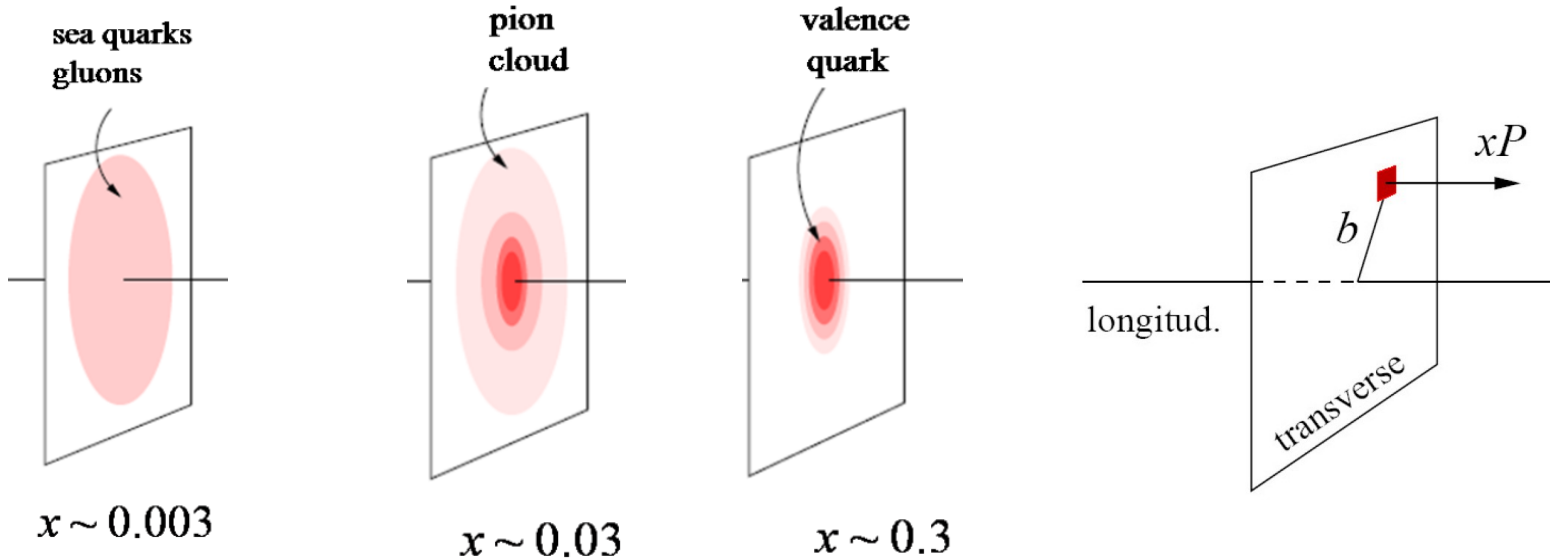 sea quarks
gluons
x ~ 0.003
pion
cloud
x ~ 0.03
valence
quark
x ~ 0.3
xP
b
longitud.
transverse